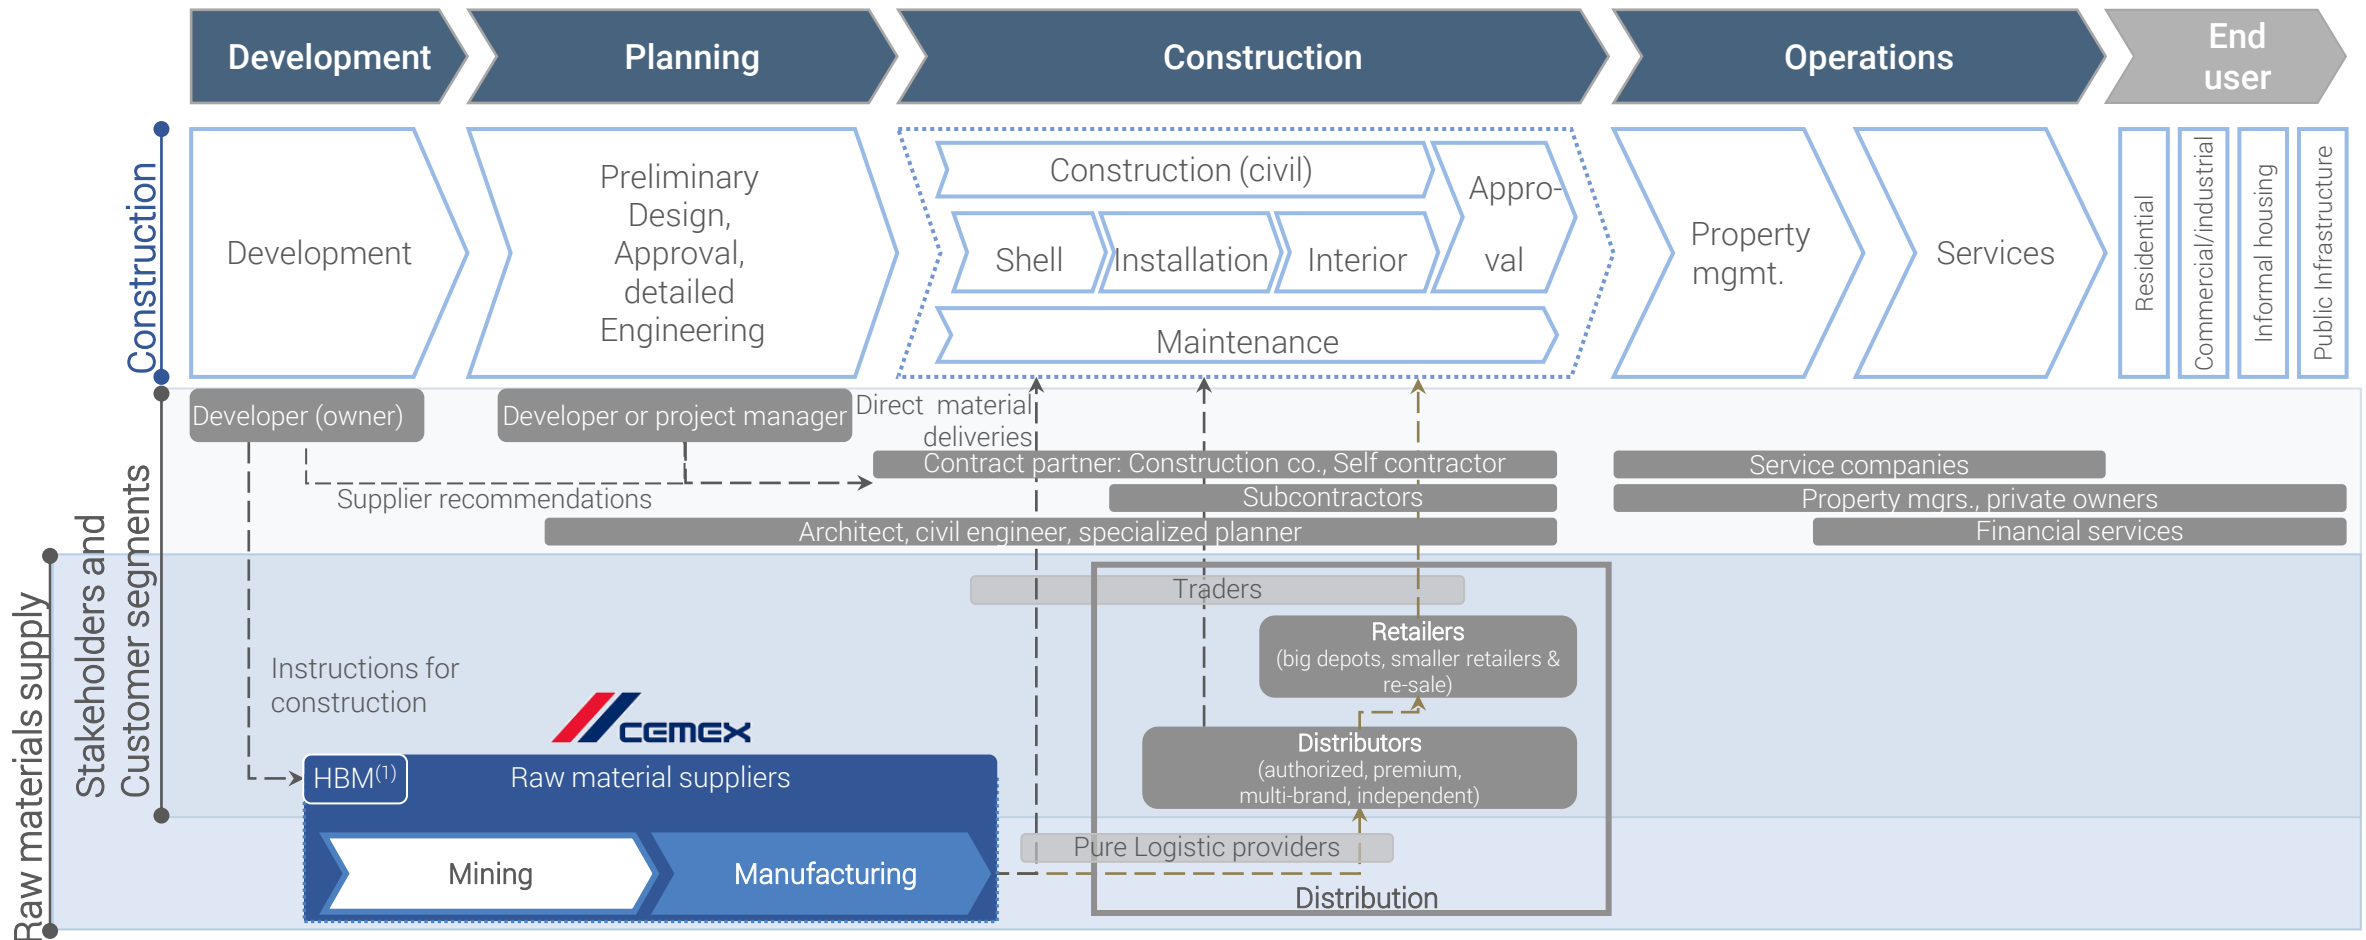 Development
Planning
Construction
Operations
End
user
Construction
Development
Preliminary
Design,
Approval,
detailed
Engineering
Construction (civil)
Shell
Installation
Interior
Appro-
val
Maintenance
Property
mgmt.
Services
Residential
Commercial/industrial
Informal housing
Public Infrastructure
Stakeholders and
Customer segments
Developer (owner)
Developer or project manager
Direct material
deliveries
Supplier recommendations
Contract partner: Construction co., Self contractor
Subcontractors
Architect, civil engineer, specialized planner
Service companies
Property mgrs., private owners
Financial services
Raw materials supply
Traders
Retailers
(big depots, smaller retailers &
re-sale)
Instructions for
construction
CEMEX
HBM(1)
Raw material suppliers
Distributors
(authorized, premium,
multi-brand, independent)
Mining
Manufacturing
Pure Logistic providers
Distribution